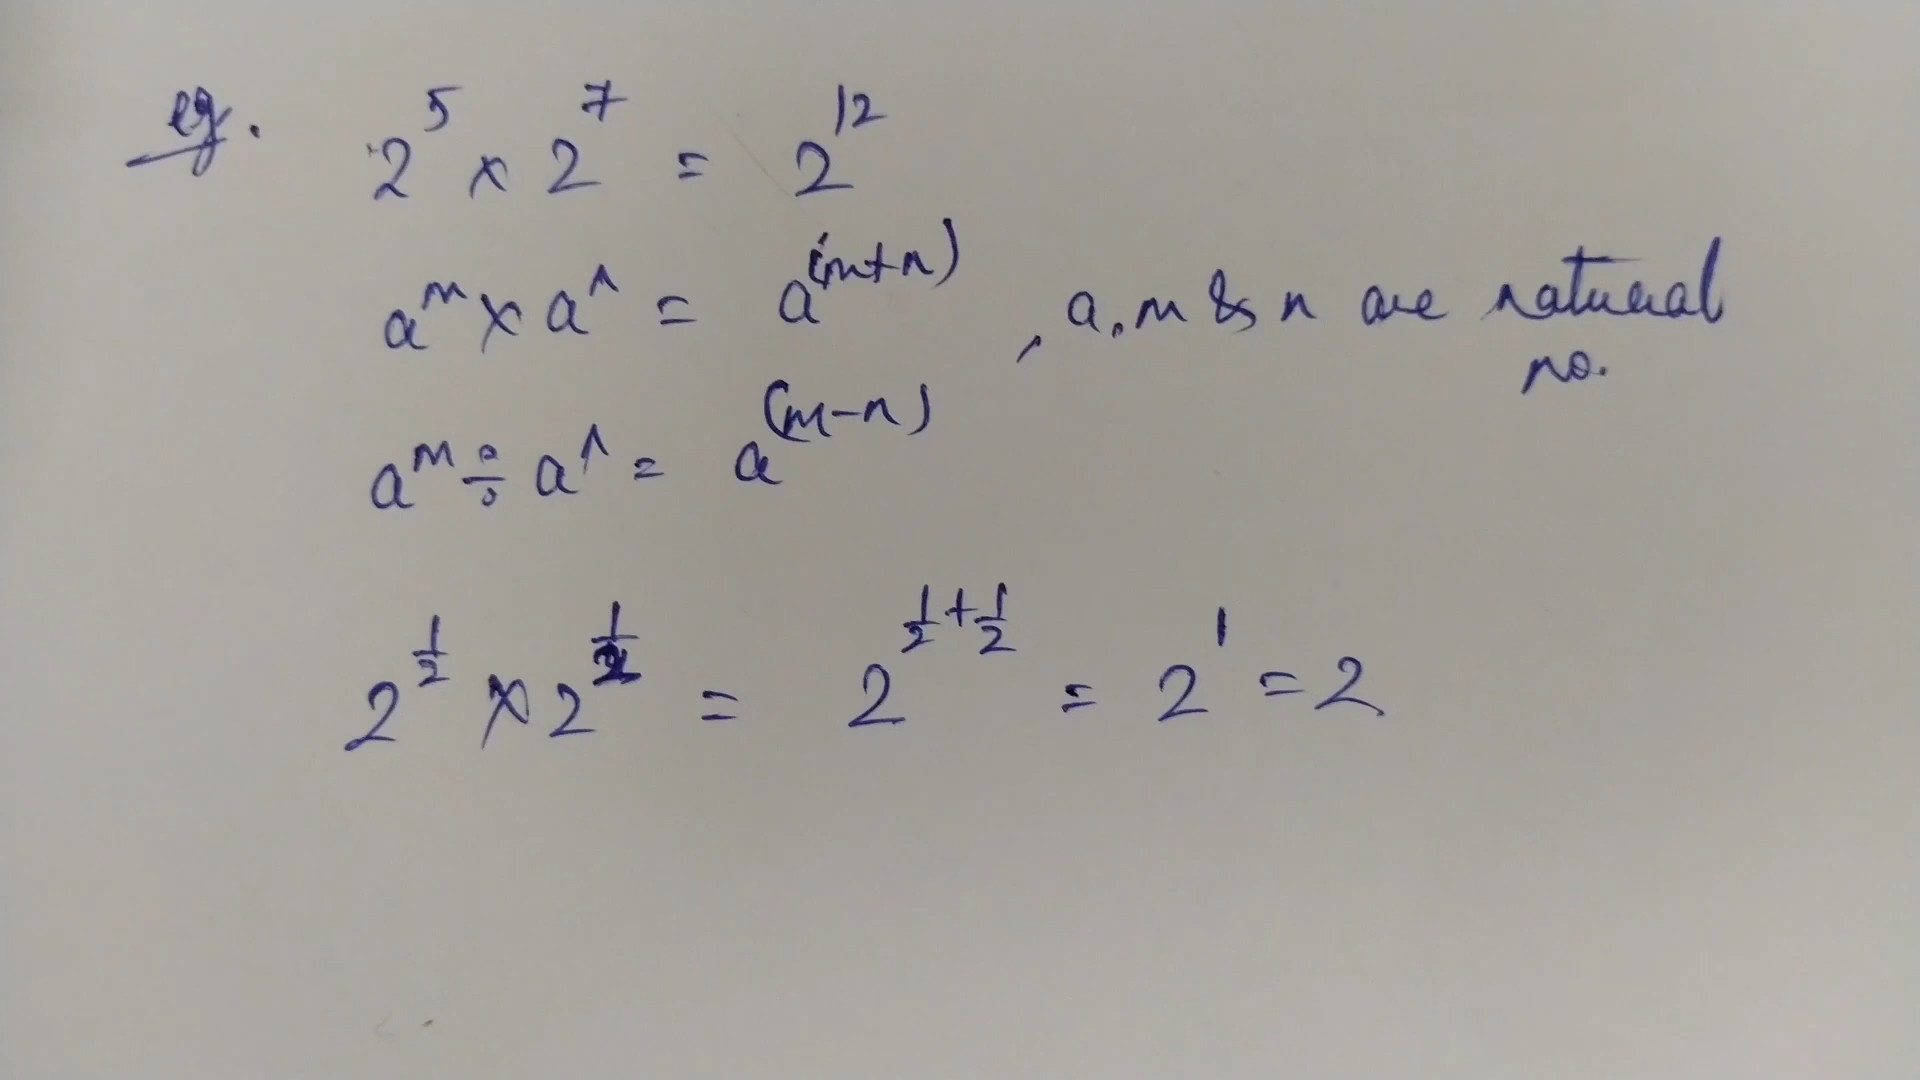 eg. 2^5 × 2^7 = 2^12
a^m × a^n = a^(m+n) , a, m & n are natural
no.
a^m ÷ a^n = a^(m-n)
2^1/2 × 2^1/2 = 2^1/2+1/2 = 2^1 = 2